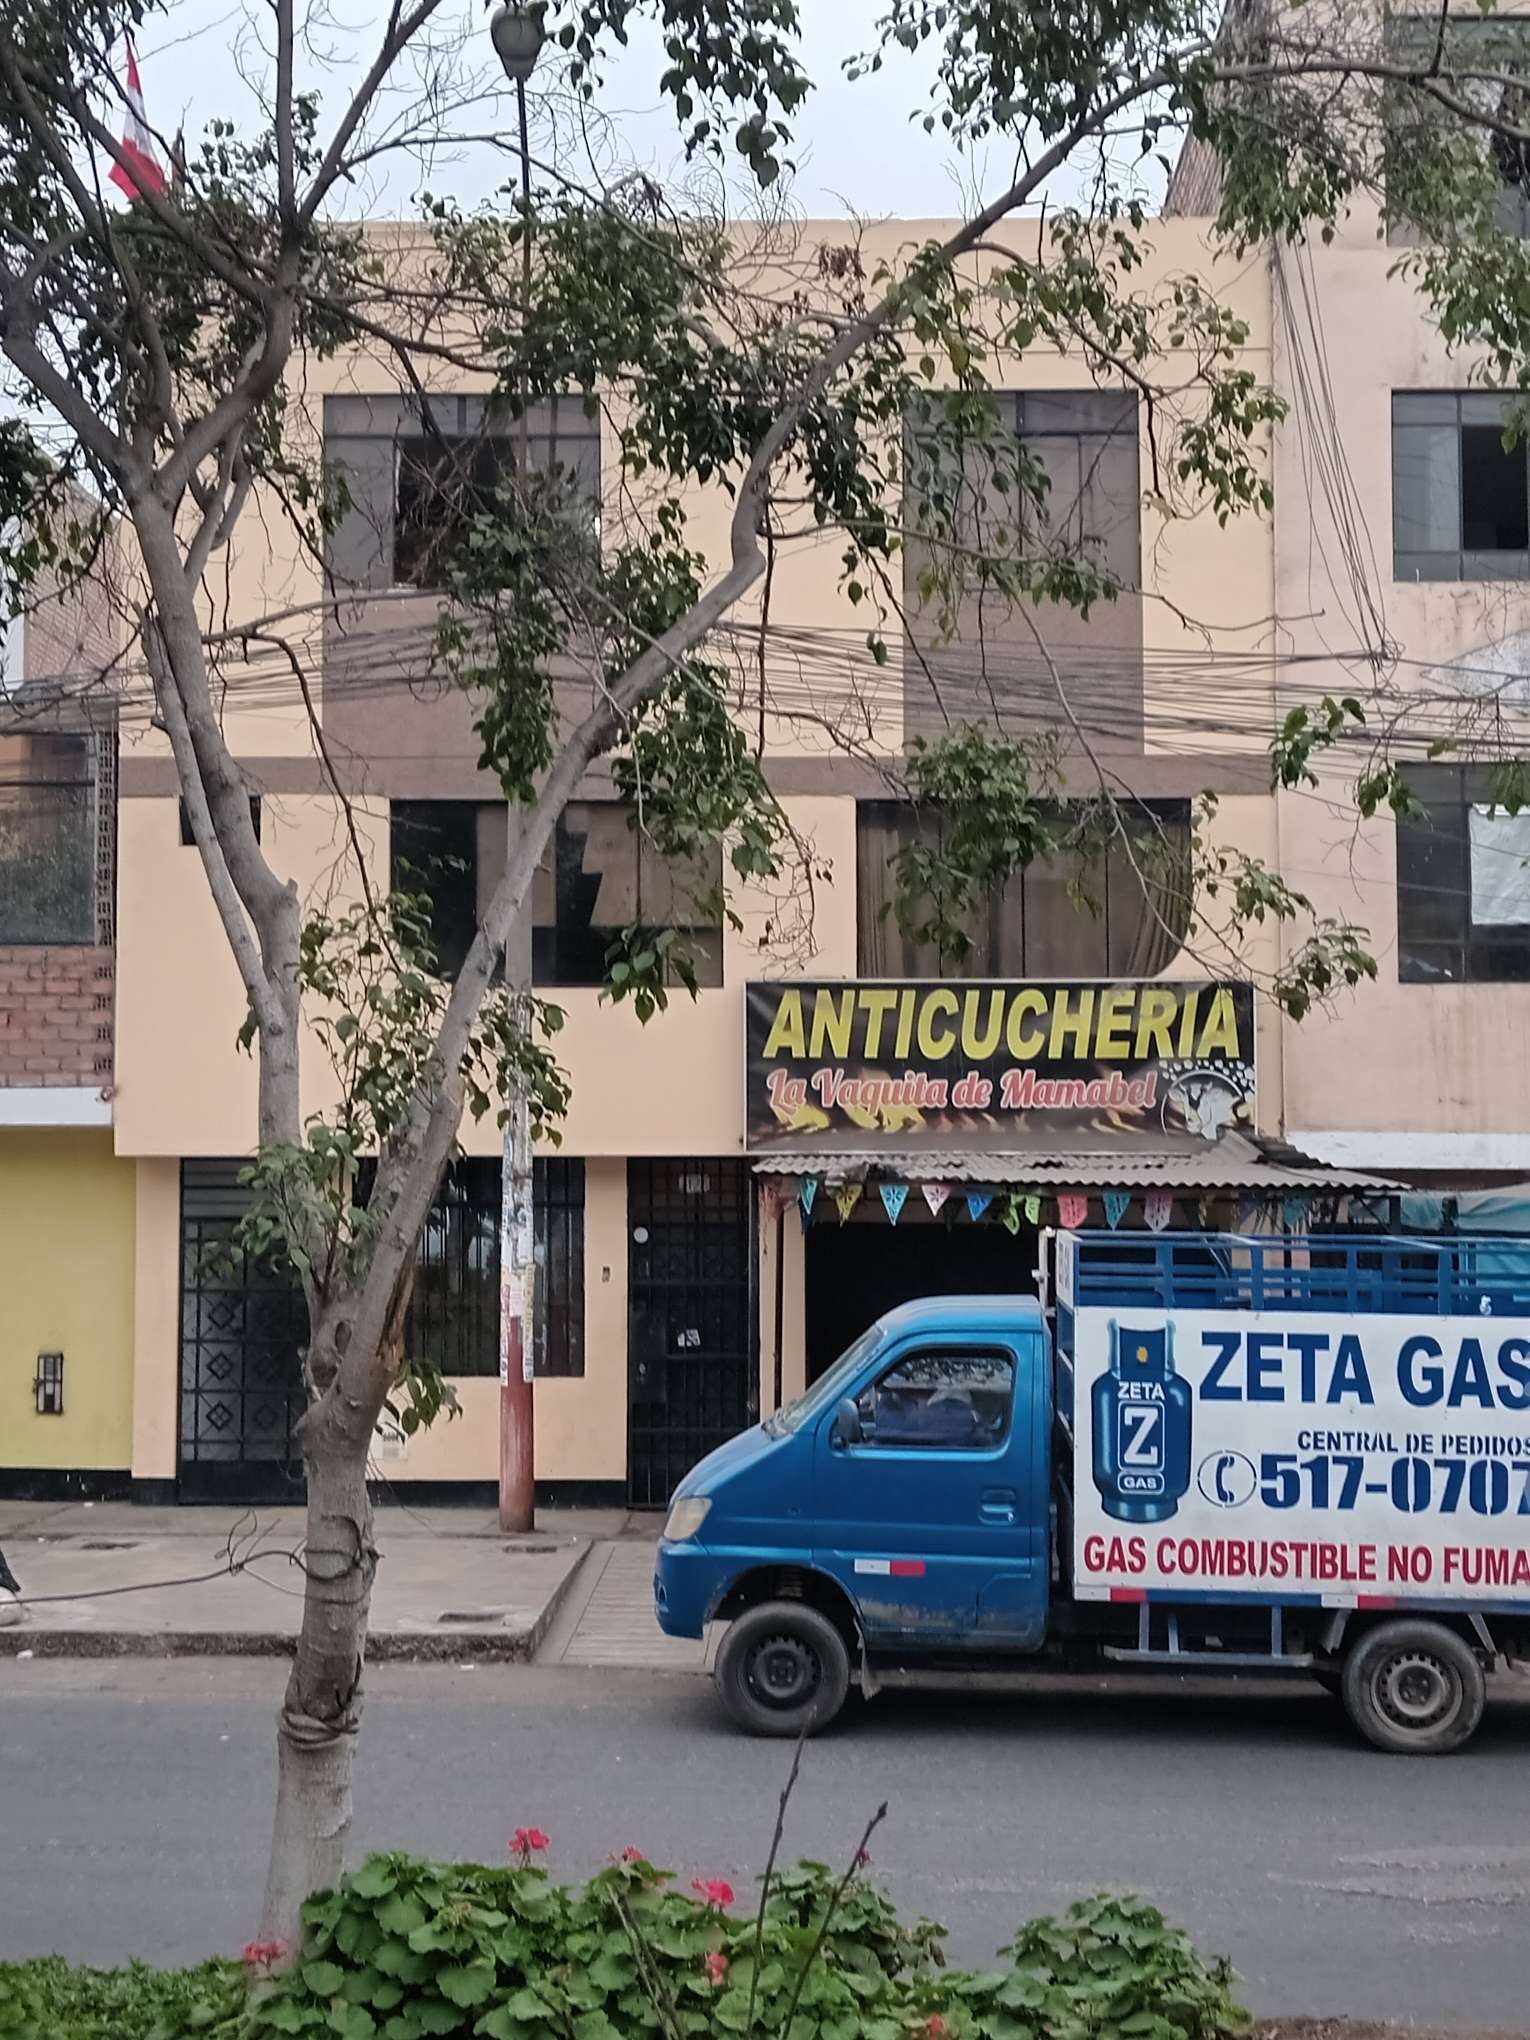 ANTICUCHERIA
La Vaquita de Mamabel
ZETA GAS
ZETA
Z
GAS
CENTRAL DE PEDIDOS
517-0707
GAS COMBUSTIBLE NO FUMA